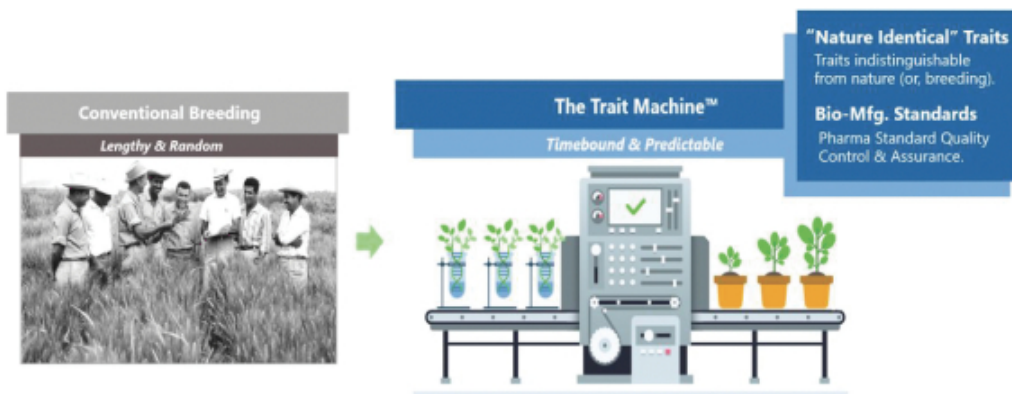 Conventional Breeding
Lengthy & Random
The Trait Machine™
Timebound & Predictable
“Nature Identical” Traits
Traits indistinguishable
from nature (or, breeding).
Bio-Mfg. Standards
Pharma Standard Quality
Control & Assurance.